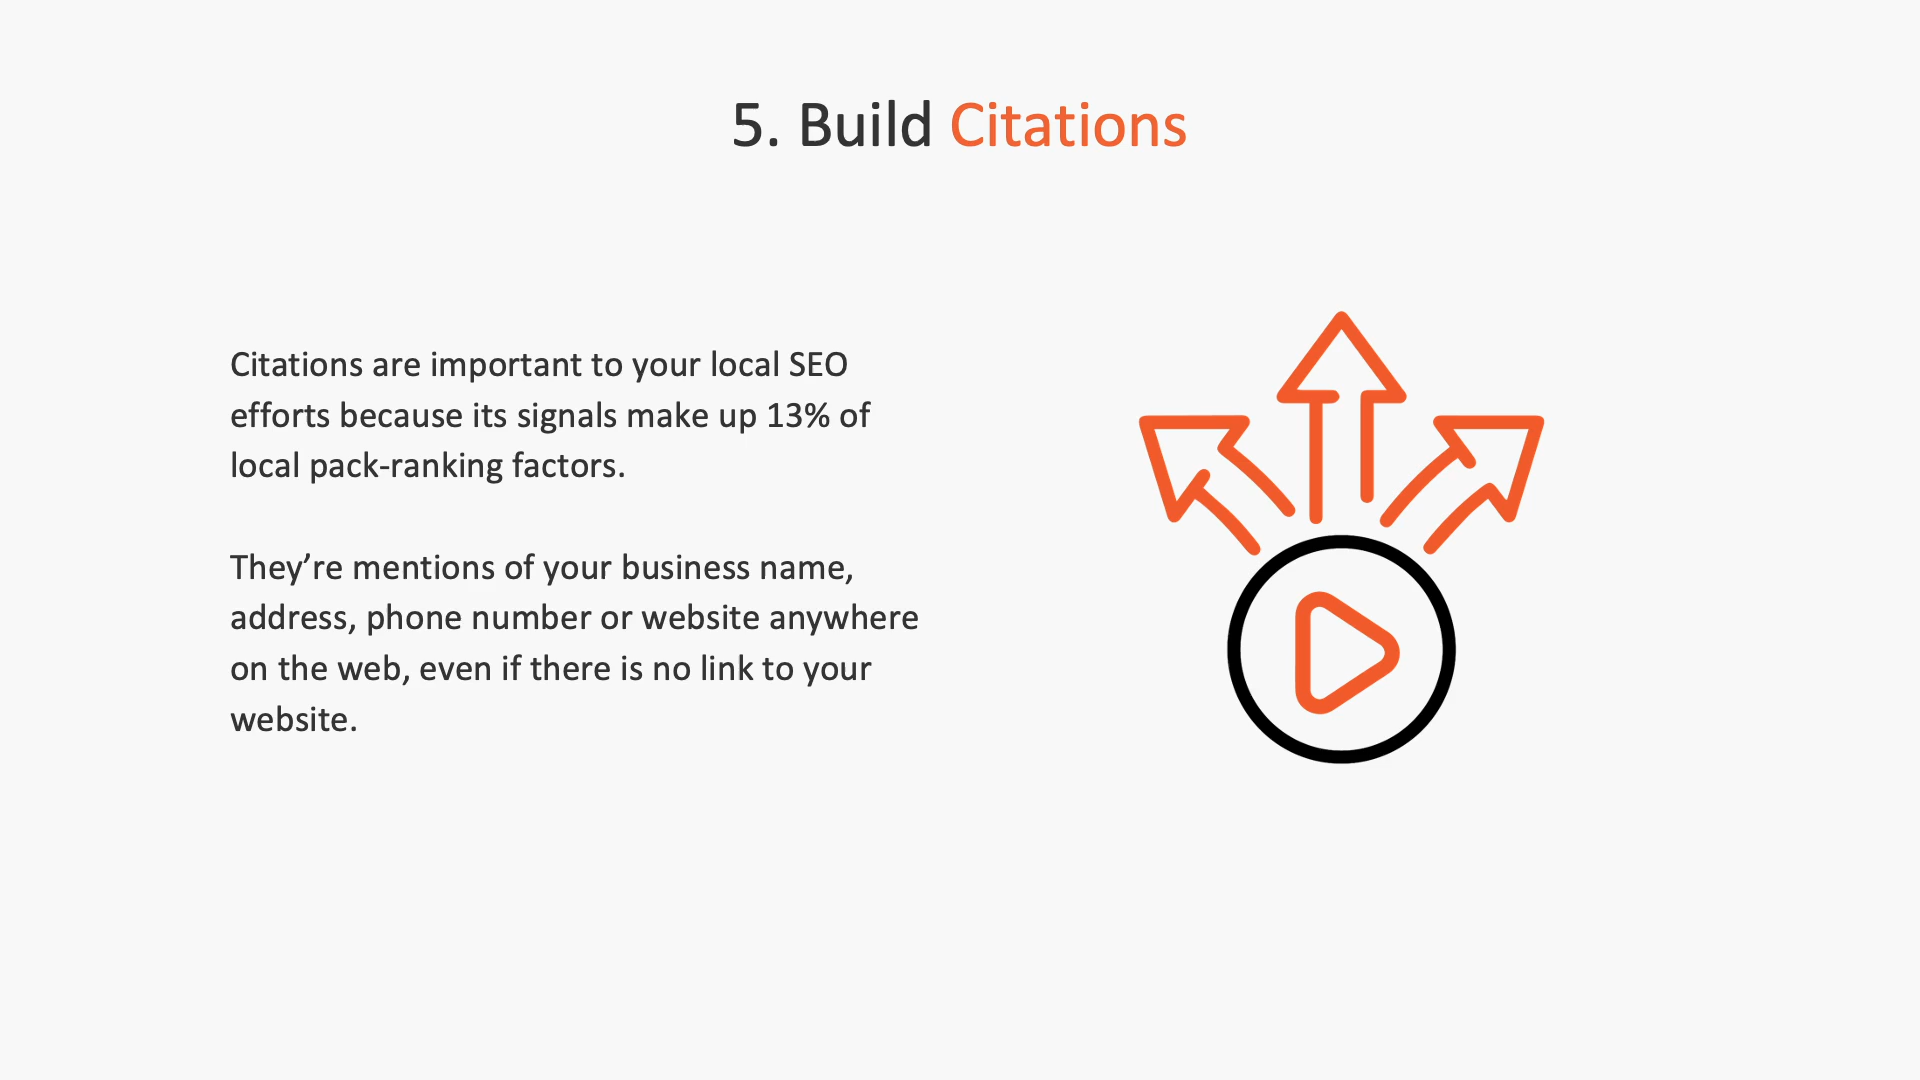 5. Build Citations
Citations are important to your local SEO
efforts because its signals make up 13% of
local pack-ranking factors.
They’re mentions of your business name,
address, phone number or website anywhere
on the web, even if there is no link to your
website.